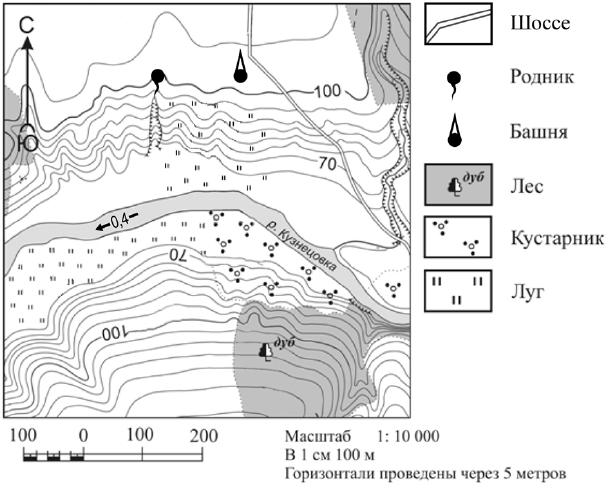 С
Ю
100
70
0,4
р. Кузнецовка
70
100
дуб
Шоссе
Родник
Башня
дуб
Лес
Кустарник
Луг
100 0 100 200
Масштаб 1: 10 000
В 1 см 100 м
Горизонтали проведены через 5 метров